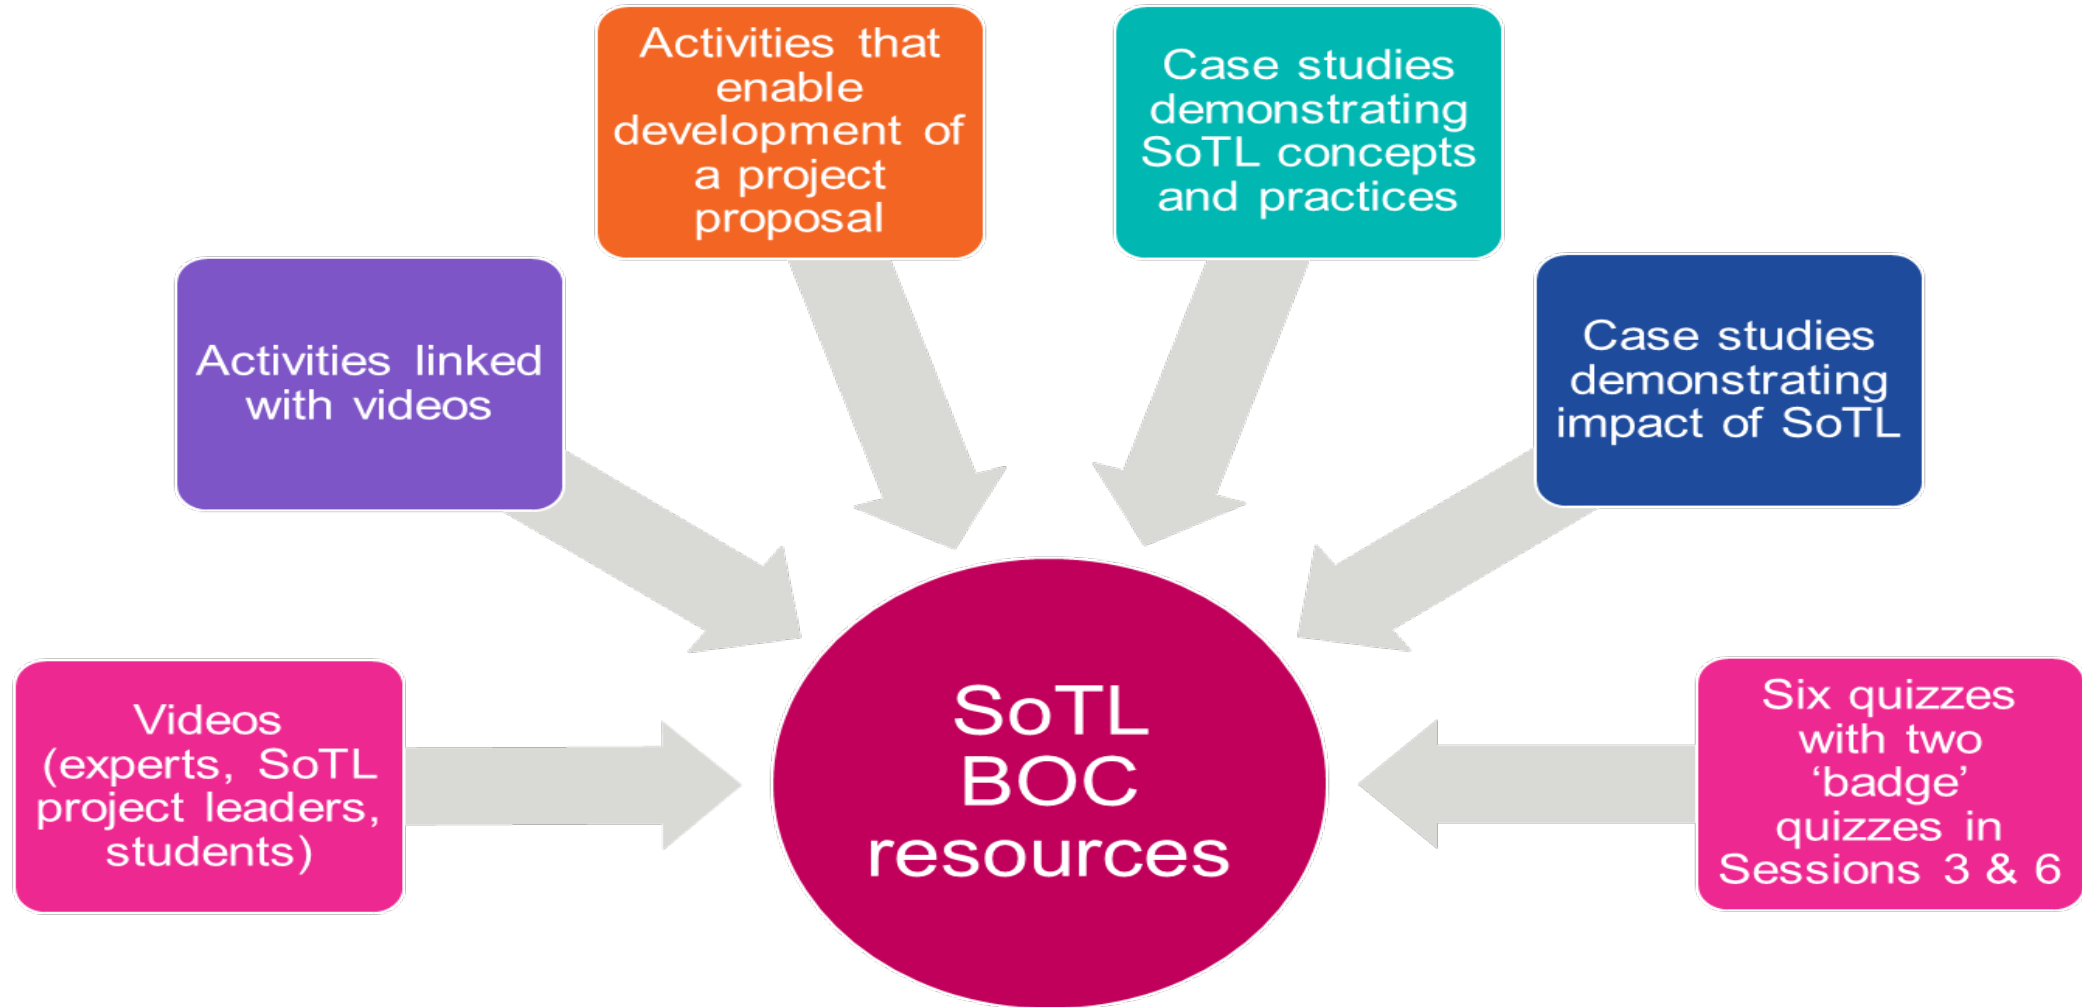 Activities that
enable
development of
a project
proposal
Case studies
demonstrating
SoTL concepts
and practices
Activities linked
with videos
Case studies
demonstrating
impact of SoTL
Videos
(experts, SoTL
project leaders,
students)
SoTL
BOC
resources
Six quizzes
with two
‘badge’
quizzes in
Sessions 3 & 6